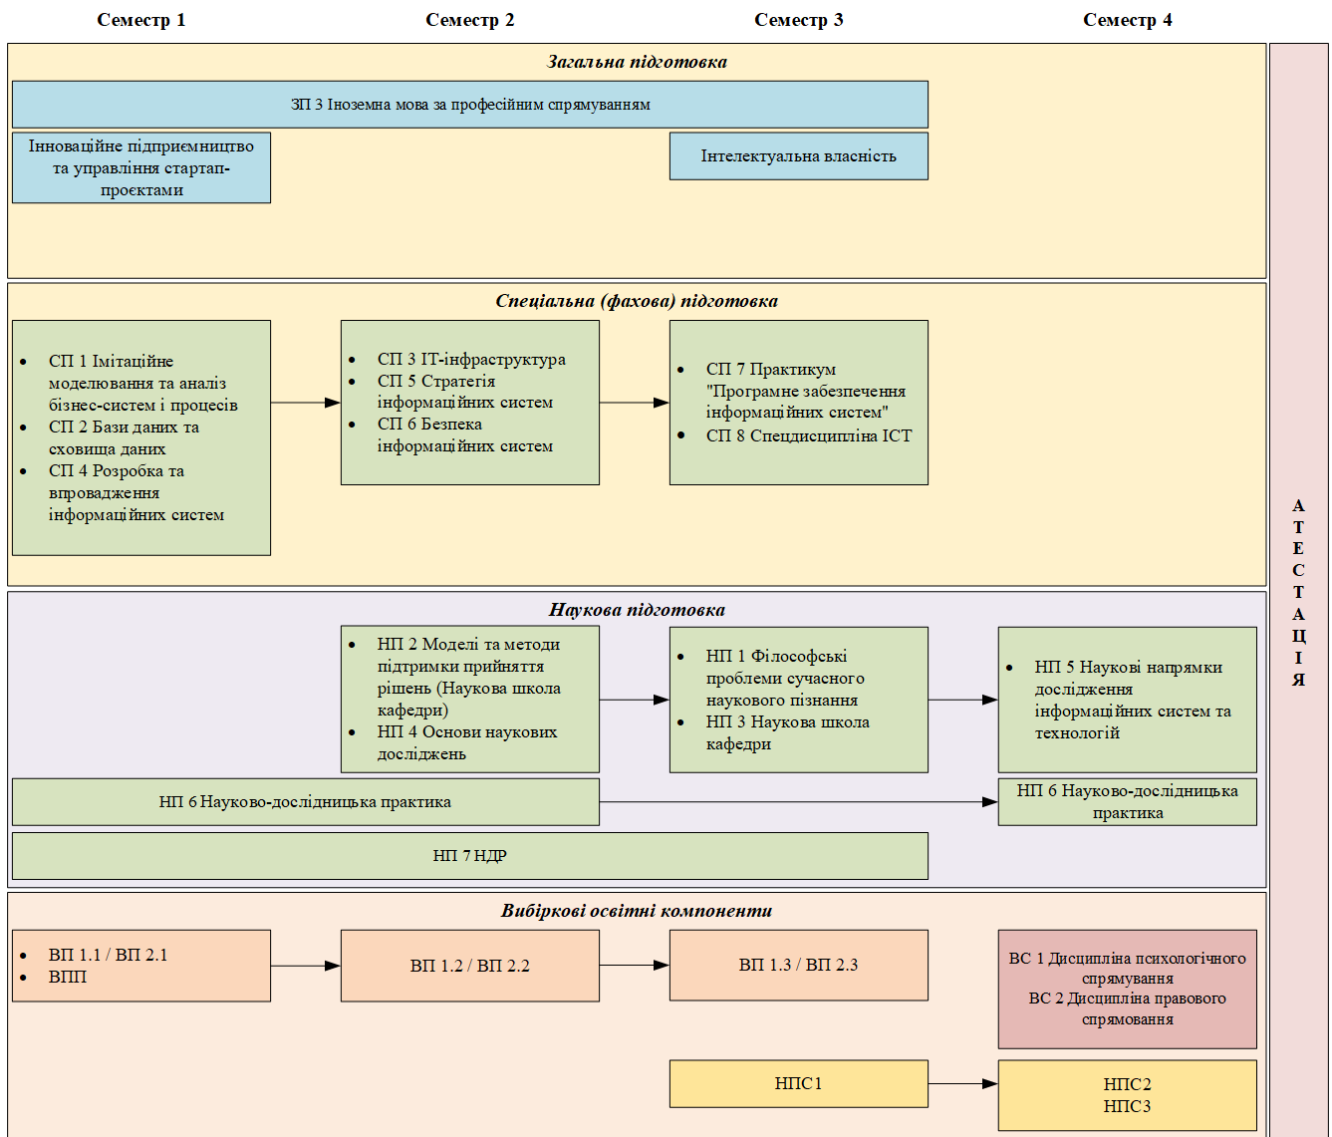 Семестр 1
Семестр 2
Семестр 3
Семестр 4
Загальна підготовка
ЗП 3 Іноземна мова за професійним спрямуванням
Інноваційне підприємництво
та управління стартап-
проєктами
Інтелектуальна власність
Спеціальна (фахова) підготовка
• СП 1 Імітаційне
моделювання та аналіз
бізнес-систем і процесів
• СП 2 Бази даних та
сховища даних
• СП 4 Розробка та
впровадження
інформаційних систем
• СП 3 ІТ-інфраструктура
• СП 5 Стратегія
інформаційних систем
• СП 6 Безпека
інформаційних систем
• СП 7 Практикум
"Програмне забезпечення
інформаційних систем"
• СП 8 Спецдисципліна ІСТ
Наукова підготовка
• НП 2 Моделі та методи
підтримки прийняття
рішень (Наукова школа
кафедри)
• НП 4 Основи наукових
досліджень
• НП 1 Філософські
проблеми сучасного
наукового пізнання
• НП 3 Наукова школа
кафедри
• НП 5 Наукові напрямки
дослідження
інформаційних систем та
технологій
НП 6 Науково-дослідницька практика
НП 6 Науково-дослідницька
практика
НП 7 НДР
Вибіркові освітні компоненти
• ВП 1.1 / ВП 2.1
• ВПП
ВП 1.2 / ВП 2.2
ВП 1.3 / ВП 2.3
ВС 1 Дисципліна психологічного
спрямування
ВС 2 Дисципліна правового
спрямовання
НПС1
НПС2
НПС3
А
Т
Е
С
Т
А
Ц
І
Я